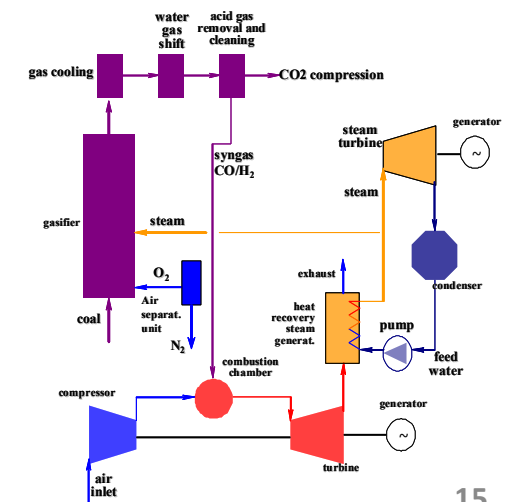 water
gas
shift
acid gas
removal and
cleaning
gas cooling
CO2 compression
generator
steam
turbine
~
syngas
CO/H2
steam
gasifier
steam
O2
exhaust
condenser
Air
separat.
unit
heat
recovery
steam
generat.
coal
N2
pump
feed
water
combustion
chamber
compressor
generator
~
turbine
air
inlet
15